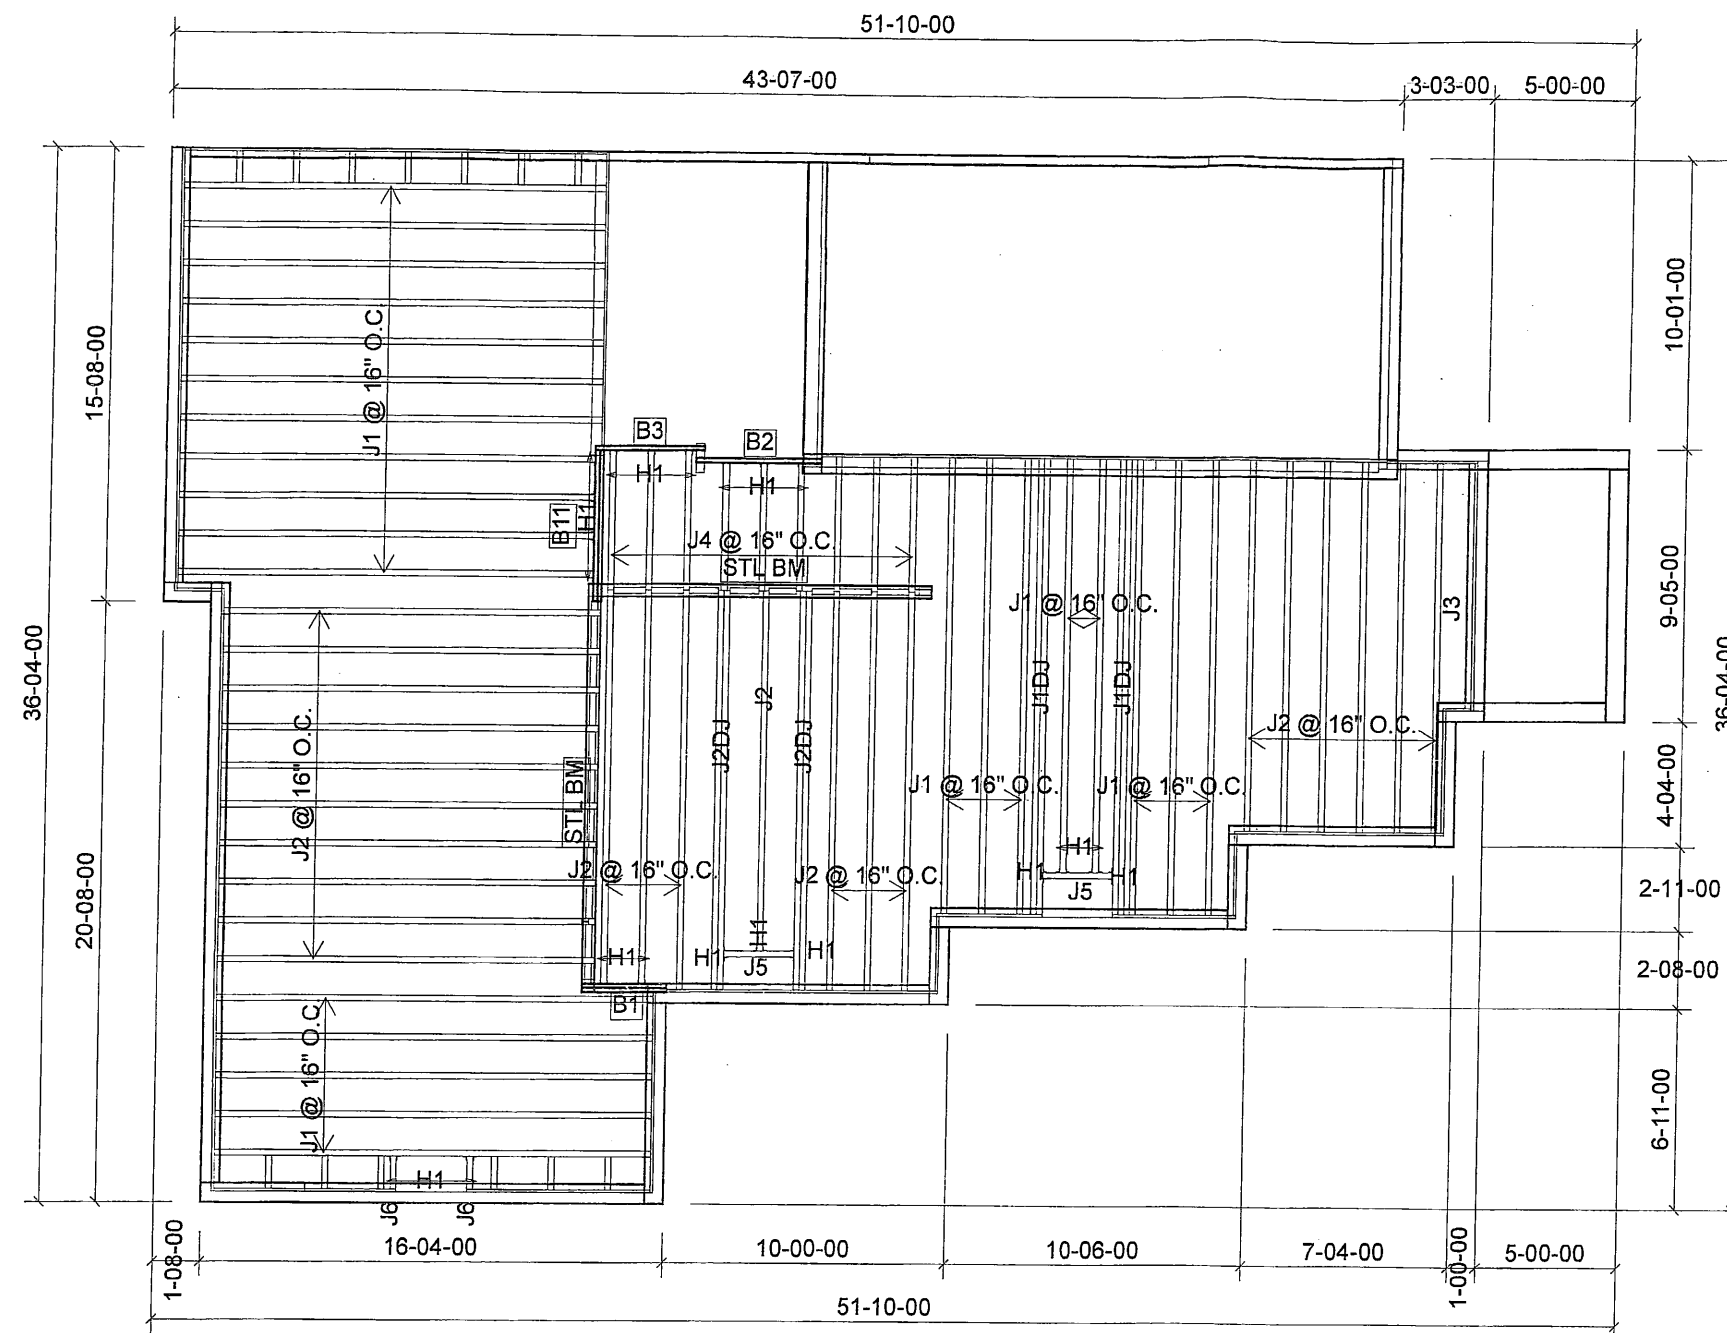 51-10-00
43-07-00
3-03-00
5-00-00
36-04-00
15-08-00
20-08-00
10-01-00
9-05-00
36-04-00
4-04-00
2-11-00
2-08-00
6-11-00
J1 @ 16" O.C.
B3
B2
H1
H1
B11
H1
J4 @ 16" O.C.
STL BM
J1 @ 16" O.C.
J3
J1DJ
J1DJ
J2
J2DJ
J2DJ
J2 @ 16" O.C.
J2 @ 16" O.C.
STL BM
J1 @ 16" O.C.
J1 @ 16" O.C.
J2 @ 16" O.C.
J2 @ 16" O.C.
H1
H1
H1
J5
H1
H1
H1
H1
J5
B1
J1 @ 16" O.C.
H1
J6
J6
1-08-00
16-04-00
10-00-00
10-06-00
7-04-00
1-00-00
5-00-00
51-10-00